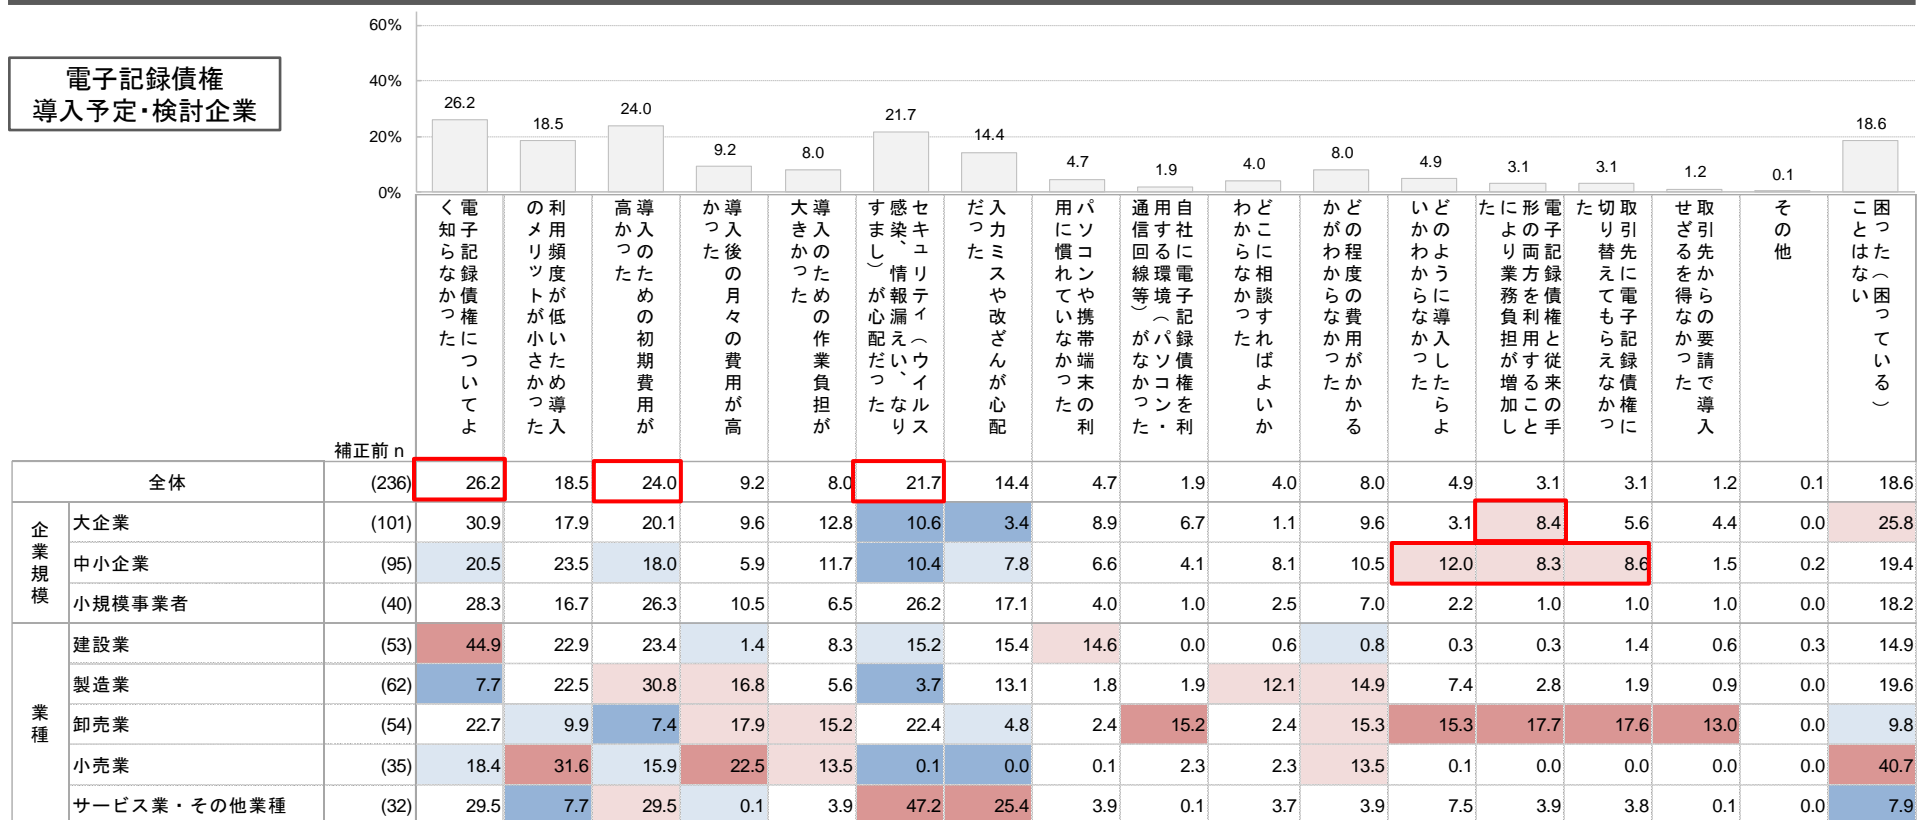 60%
40%
20%
0%
電子記録債権
導入予定・検討企業
26.2
18.5
24.0
9.2
8.0
21.7
14.4
4.7
1.9
4.0
8.0
4.9
3.1
3.1
1.2
0.1
18.6
電子記録債権についてよ
く知らなかった
利用頻度が低いため導入
のメリットが小さかった
導入のための初期費用が
高かった
導入後の月々の費用が高
かった
導入のための作業負担が
大きかった
セキュリティ（ウイルス
感染、情報漏えい、なり
すまし）が心配だった
入力ミスや改ざんが心配
だった
パソコンや携帯端末の利
用に慣れていなかった
自社に電子記録債権を利
用する環境（パソコン・
通信回線等）がなかった
どこに相談すればよいか
わからなかった
どの程度の費用がかかる
かがわからなかった
どのように導入したらよ
いかわからなかった
電子記録債権と従来の手
形の両方を利用すること
により業務負担が増加し
た
取引先に電子記録債権に
切り替えてもらえなかっ
た
取引先からの要請で導入
せざるを得なかった
その他
困った（困っている）
ことはない
補正前 n
全体 (236) 26.2 18.5 24.0 9.2 8.0 21.7 14.4 4.7 1.9 4.0 8.0 4.9 3.1 3.1 1.2 0.1 18.6
企業規模
大企業 (101) 30.9 17.9 20.1 9.6 12.8 10.6 3.4 8.9 6.7 1.1 9.6 3.1 8.4 5.6 4.4 0.0 25.8
中小企業 (95) 20.5 23.5 18.0 5.9 11.7 10.4 7.8 6.6 4.1 8.1 10.5 12.0 8.3 8.6 1.5 0.2 19.4
小規模事業者 (40) 28.3 16.7 26.3 10.5 6.5 26.2 17.1 4.0 1.0 2.5 7.0 2.2 1.0 1.0 1.0 0.0 18.2
業種
建設業 (53) 44.9 22.9 23.4 1.4 8.3 15.2 15.4 14.6 0.0 0.6 0.8 0.3 0.3 1.4 0.6 0.3 14.9
製造業 (62) 7.7 22.5 30.8 16.8 5.6 3.7 13.1 1.8 1.9 12.1 14.9 7.4 2.8 1.9 0.9 0.0 19.6
卸売業 (54) 22.7 9.9 7.4 17.9 15.2 22.4 4.8 2.4 15.2 2.4 15.3 15.3 17.7 17.6 13.0 0.0 9.8
小売業 (35) 18.4 31.6 15.9 22.5 13.5 0.1 0.0 0.1 2.3 2.3 13.5 0.1 0.0 0.0 0.0 0.0 40.7
サービス業・その他業種 (32) 29.5 7.7 29.5 0.1 3.9 47.2 25.4 3.9 0.1 3.7 3.9 7.5 3.9 3.8 0.1 0.0 7.9